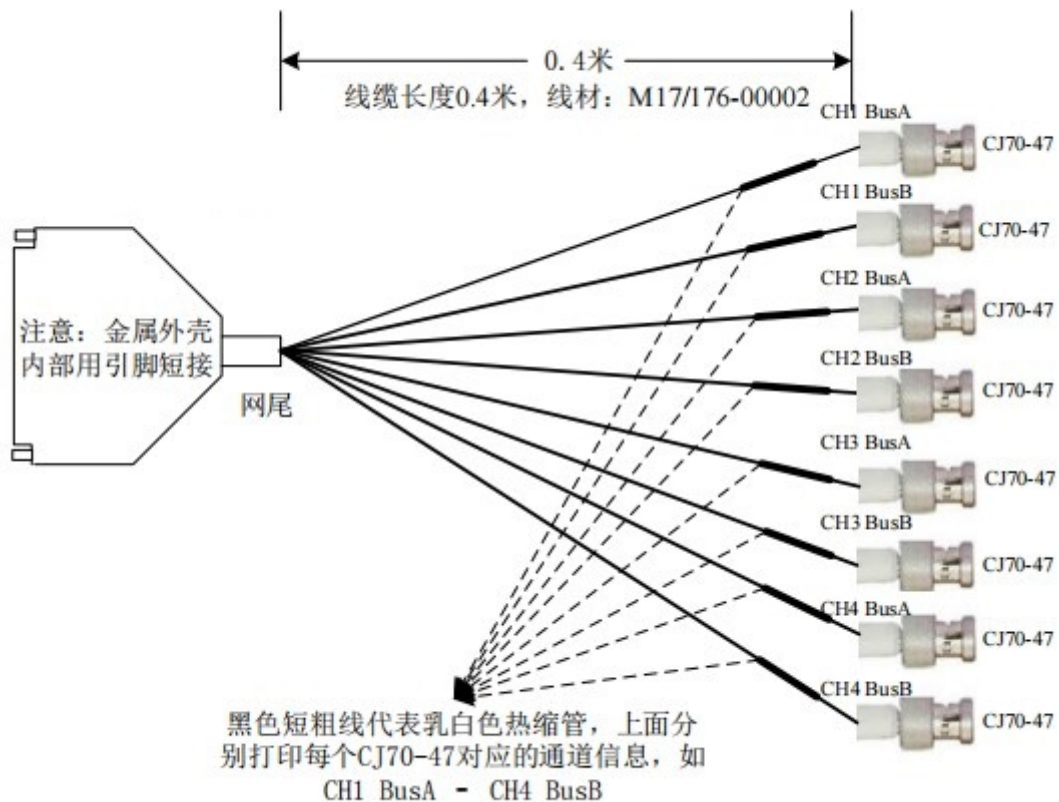 0.4米
线缆长度0.4米，线材：M17/176-00002
CH1 BusA
CJ70-47
CH1 BusB
CJ70-47
CH2 BusA
CJ70-47
CH2 BusB
CJ70-47
CH3 BusA
CJ70-47
CH3 BusB
CJ70-47
CH4 BusA
CJ70-47
CH4 BusB
CJ70-47
注意：金属外壳
内部用引脚短接
网尾
黑色短粗线代表乳白色热缩管，上面分
别打印每个CJ70-47对应的通道信息，如
CH1 BusA - CH4 BusB